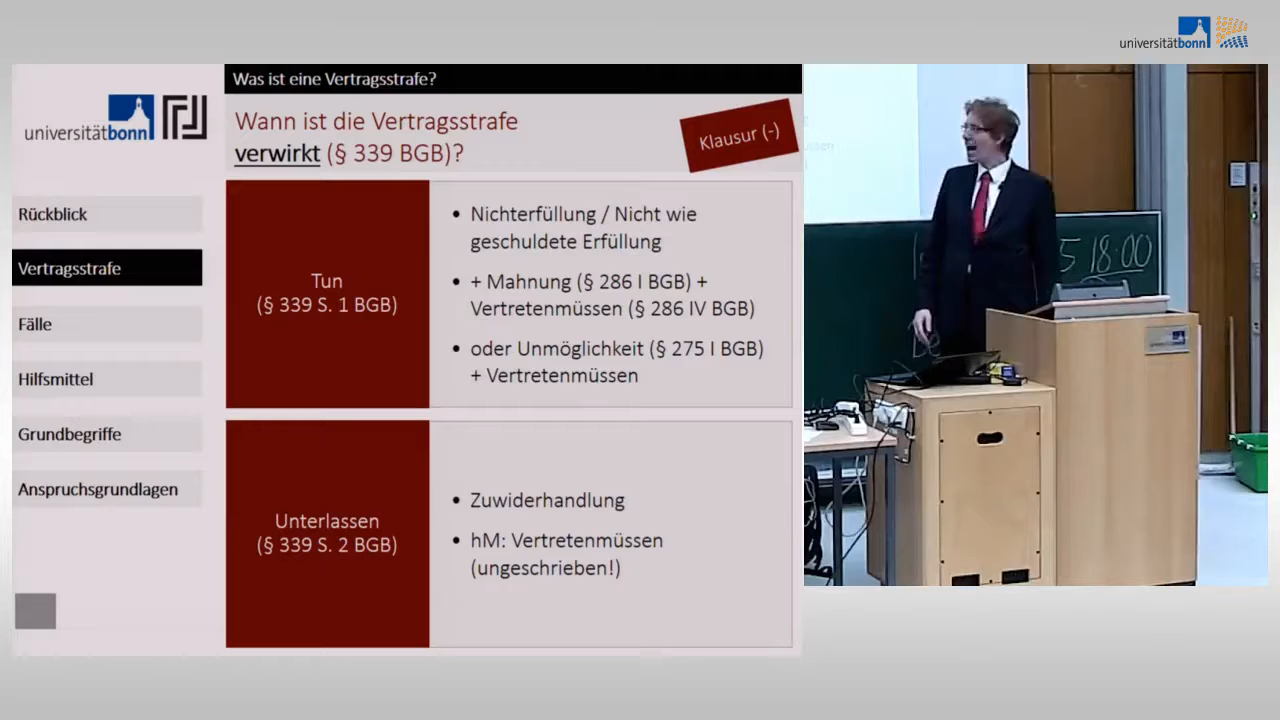 universitätbonn
Was ist eine Vertragsstrafe?
universitätbonn
Wann ist die Vertragsstrafe
verwirkt (§ 339 BGB)?
Klausur (-)
Rückblick
Vertragsstrafe
Fälle
Hilfsmittel
Grundbegriffe
Anspruchsgrundlagen
Tun
(§ 339 S. 1 BGB)
• Nichterfüllung / Nicht wie
geschuldete Erfüllung
• + Mahnung (§ 286 I BGB) +
Vertretenmüssen (§ 286 IV BGB)
• oder Unmöglichkeit (§ 275 I BGB)
+ Vertretenmüssen
Unterlassen
(§ 339 S. 2 BGB)
• Zuwiderhandlung
• hM: Vertretenmüssen
(ungeschrieben!)
5 18:00